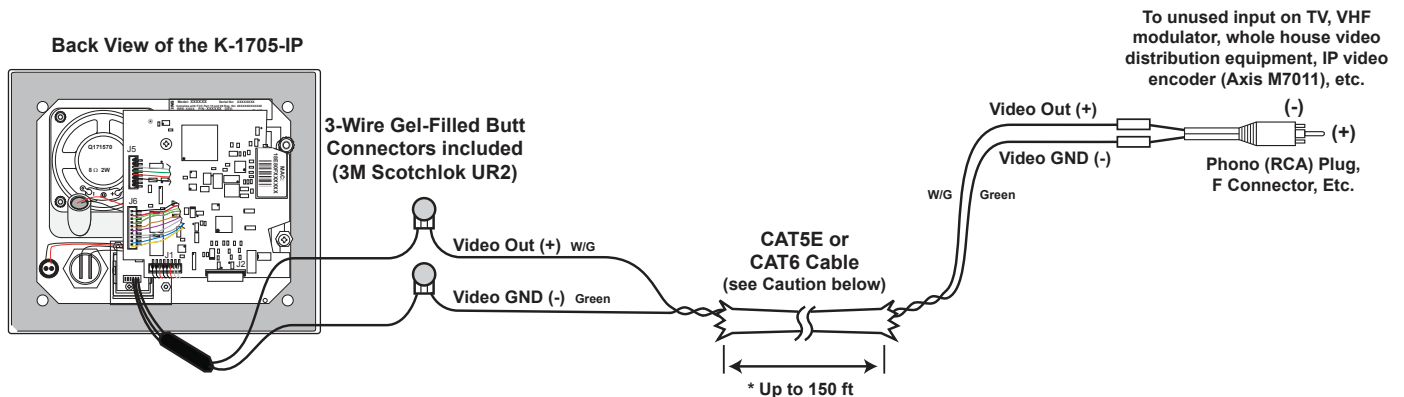 To unused input on TV, VHF
modulator, whole house video
distribution equipment, IP video
encoder (Axis M7011), etc.
Back View of the K-1705-IP
3-Wire Gel-Filled Butt
Connectors included
(3M Scotchlok UR2)
Q171570
8 Ω 2W
J5
J6
J1
J2
Video Out (+) W/G
Video GND (-) Green
CAT5E or
CAT6 Cable
(see Caution below)
* Up to 150 ft
W/G
Green
Video Out (+)
Video GND (-)
(-)
(+)
Phono (RCA) Plug,
F Connector, Etc.